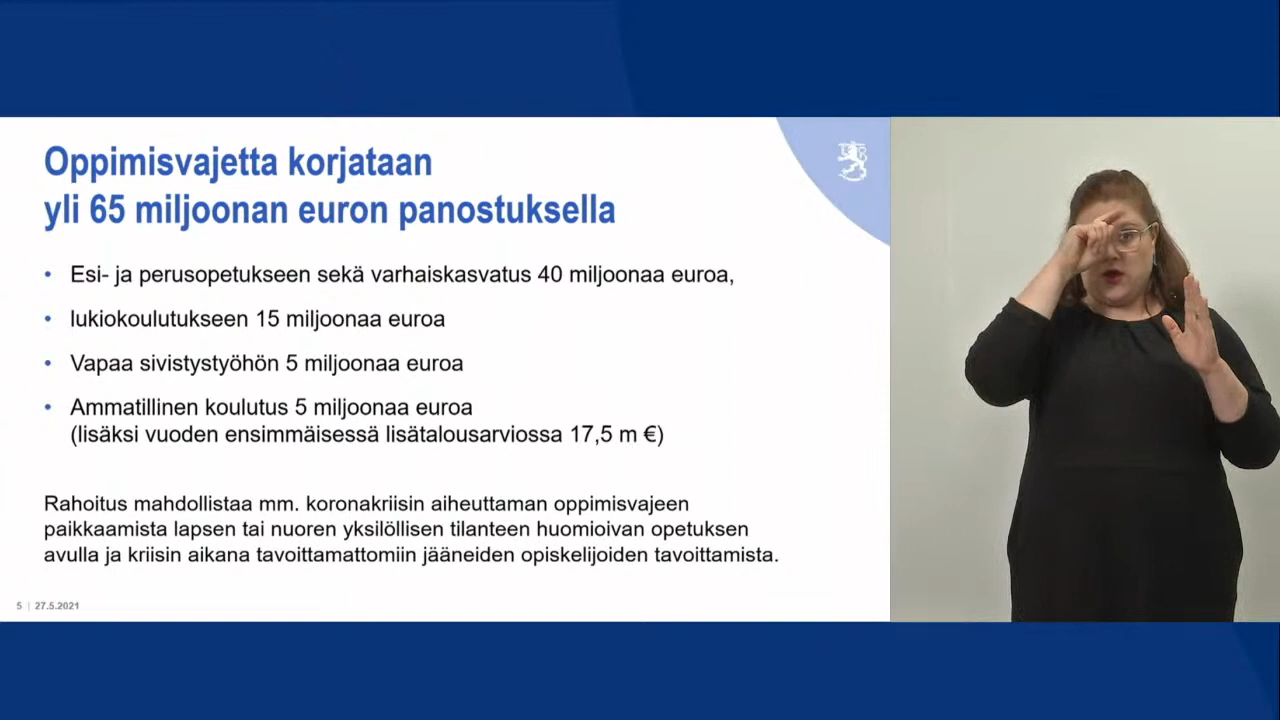 Oppimisvajetta korjataan
yli 65 miljoonan euron panostuksella
• Esi- ja perusopetukseen sekä varhaiskasvatus 40 miljoonaa euroa,
• lukiokoulutukseen 15 miljoonaa euroa
• Vapaa sivistystyöhön 5 miljoonaa euroa
• Ammatillinen koulutus 5 miljoonaa euroa
(lisäksi vuoden ensimmäisessä lisätalousarviossa 17,5 m €)
Rahoitus mahdollistaa mm. koronakriisin aiheuttaman oppimisvajeen
paikkaamista lapsen tai nuoren yksilöllisen tilanteen huomioivan opetuksen
avulla ja kriisin aikana tavoittamattomiin jääneiden opiskelijoiden tavoittamista.
5 | 27.5.2021